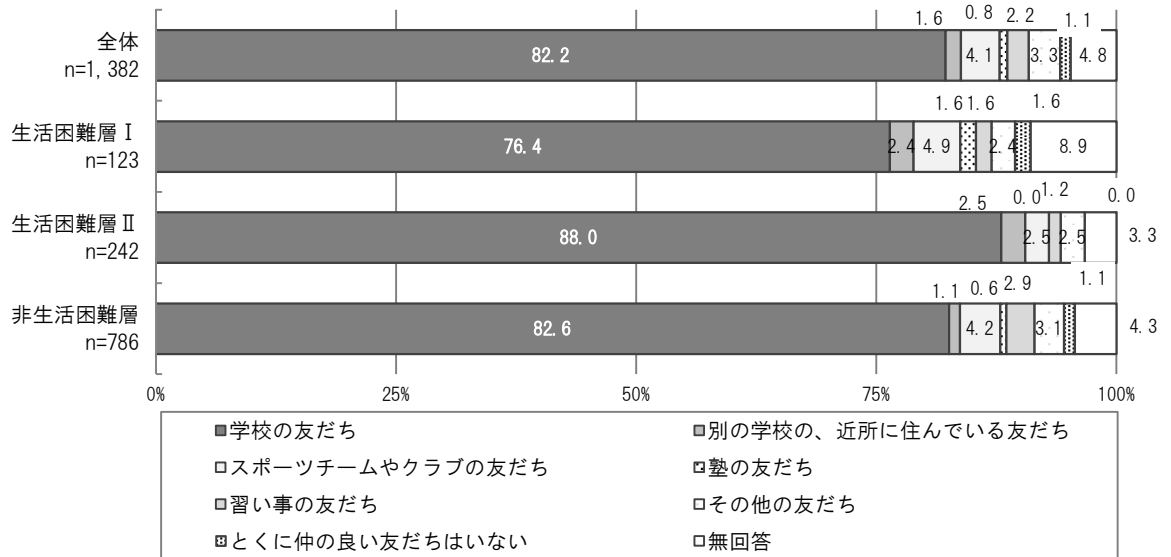 1.6 0.8 2.2 1.1
全体
n=1,382
82.2 4.1 3.3 4.8
1.6 1.6 1.6
生活困難層Ⅰ
n=123
76.4 2.4 4.9 2.4 8.9
2.5 0.0 1.2 0.0
生活困難層Ⅱ
n=242
88.0 2.5 2.5 3.3
1.1 0.6 2.9 1.1
非生活困難層
n=786
82.6 4.2 3.1 4.3
0% 25% 50% 75% 100%
学校の友だち 別の学校の、近所に住んでいる友だち
スポーツチームやクラブの友だち 塾の友だち
習い事の友だち その他の友だち
とくに仲の良い友だちはいない 無回答